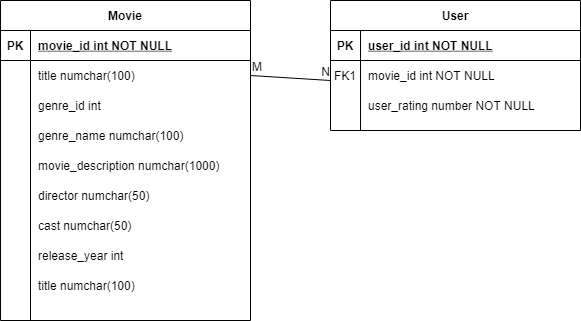 Movie
PK movie_id int NOT NULL
title numchar(100)
genre_id int
genre_name numchar(100)
movie_description numchar(1000)
director numchar(50)
cast numchar(50)
release_year int
title numchar(100)
M
N
User
PK user_id int NOT NULL
FK1 movie_id int NOT NULL
user_rating number NOT NULL